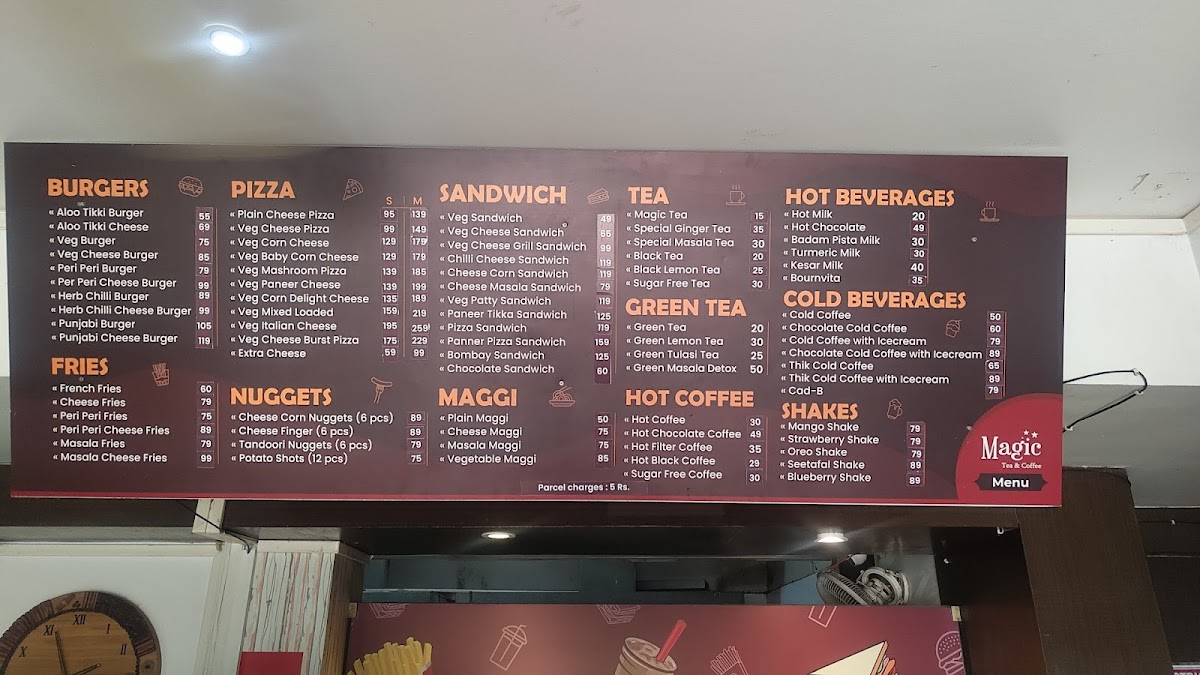 BURGERS
« Aloo Tikki Burger 55
« Aloo Tikki Cheese 69
« Veg Burger 75
« Veg Cheese Burger 85
« Peri Peri Burger 79
« Per Peri Cheese Burger 99
« Herb Chilli Burger 89
« Herb Chilli Cheese Burger 99
« Punjabi Burger 105
« Punjabi Cheese Burger 119
FRIES
« French Fries 60
« Cheese Fries 79
« Peri Peri Fries 75
« Peri Peri Cheese Fries 89
« Masala Fries 79
« Masala Cheese Fries 99
PIZZA
S M
« Plain Cheese Pizza 95 139
« Veg Cheese Pizza 99 149
« Veg Corn Cheese 129 179
« Veg Baby Corn Cheese 129 179
« Veg Mashroom Pizza 139 185
« Veg Paneer Cheese 139 199
« Veg Corn Delight Cheese 135 189
« Veg Mixed Loaded 159 219
« Veg Italian Cheese 195 259
« Veg Cheese Burst Pizza 175 229
« Extra Cheese 59 99
NUGGETS
« Cheese Corn Nuggets (6 pcs) 89
« Cheese Finger (6 pcs) 89
« Tandoori Nuggets (6 pcs) 79
« Potato Shots (12 pcs) 75
SANDWICH
« Veg Sandwich 49
« Veg Cheese Sandwich 65
« Veg Cheese Grill Sandwich 99
« Chilli Cheese Sandwich 119
« Cheese Corn Sandwich 119
« Cheese Masala Sandwich 79
« Veg Patty Sandwich 119
« Paneer Tikka Sandwich 125
« Pizza Sandwich 119
« Panner Pizza Sandwich 159
« Bombay Sandwich 125
« Chocolate Sandwich 60
MAGGI
« Plain Maggi 50
« Cheese Maggi 75
« Masala Maggi 75
« Vegetable Maggi 85
TEA
« Magic Tea 15
« Special Ginger Tea 35
« Special Masala Tea 30
« Black Tea 20
« Black Lemon Tea 25
« Sugar Free Tea 30
GREEN TEA
« Green Tea 20
« Green Lemon Tea 30
« Green Tulasi Tea 25
« Green Masala Detox 50
HOT COFFEE
« Hot Coffee 30
« Hot Chocolate Coffee 49
« Hot Filter Coffee 35
« Hot Black Coffee 29
« Sugar Free Coffee 30
HOT BEVERAGES
« Hot Milk 20
« Hot Chocolate 49
« Badam Pista Milk 30
« Turmeric Milk 30
« Kesar Milk 40
« Bournvita 35
COLD BEVERAGES
« Cold Coffee 50
« Chocolate Cold Coffee 60
« Cold Coffee with Icecream 79
« Chocolate Cold Coffee with Icecream 89
« Thik Cold Coffee 65
« Thik Cold Coffee with Icecream 89
« Cad-B 79
SHAKES
« Mango Shake 79
« Strawberry Shake 79
« Oreo Shake 79
« Seetafal Shake 89
« Blueberry Shake 89
Magic
Tea & Coffee
Menu
Parcel charges : 5 Rs.
XI XII I
X II